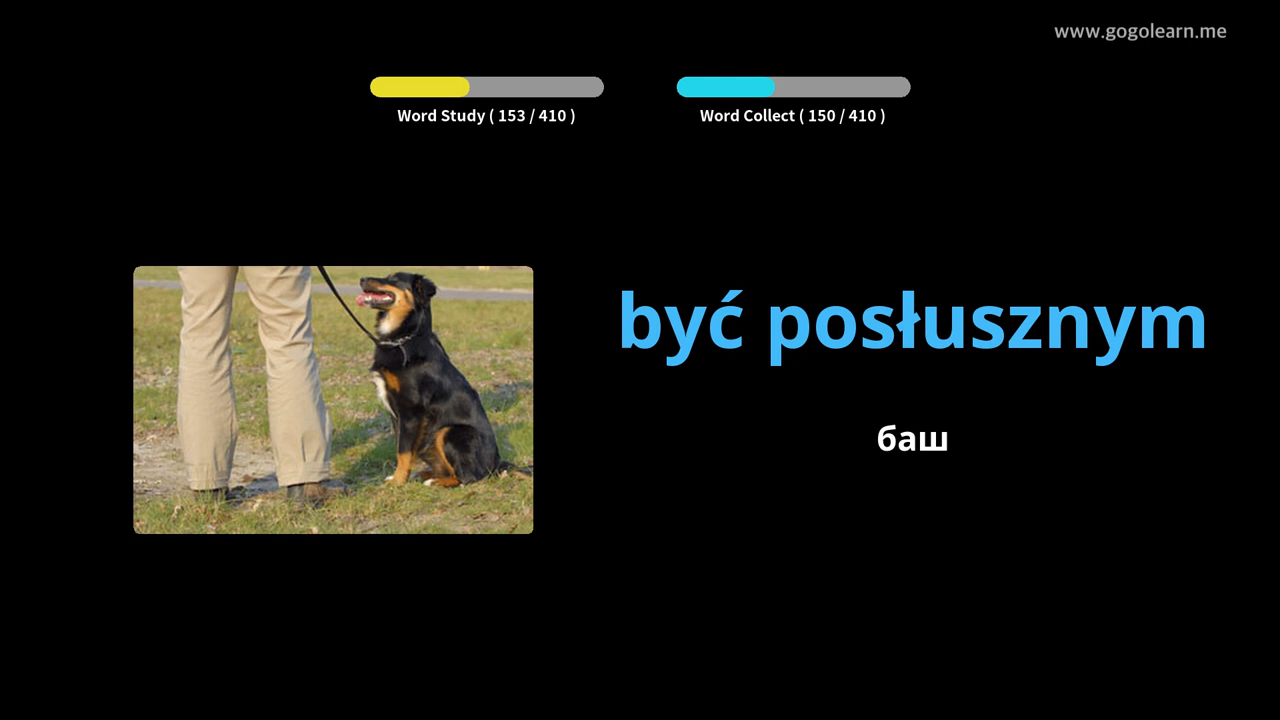 www.gogolearn.me
Word Study ( 153 / 410 )
Word Collect ( 150 / 410 )
być posłusznym
баш